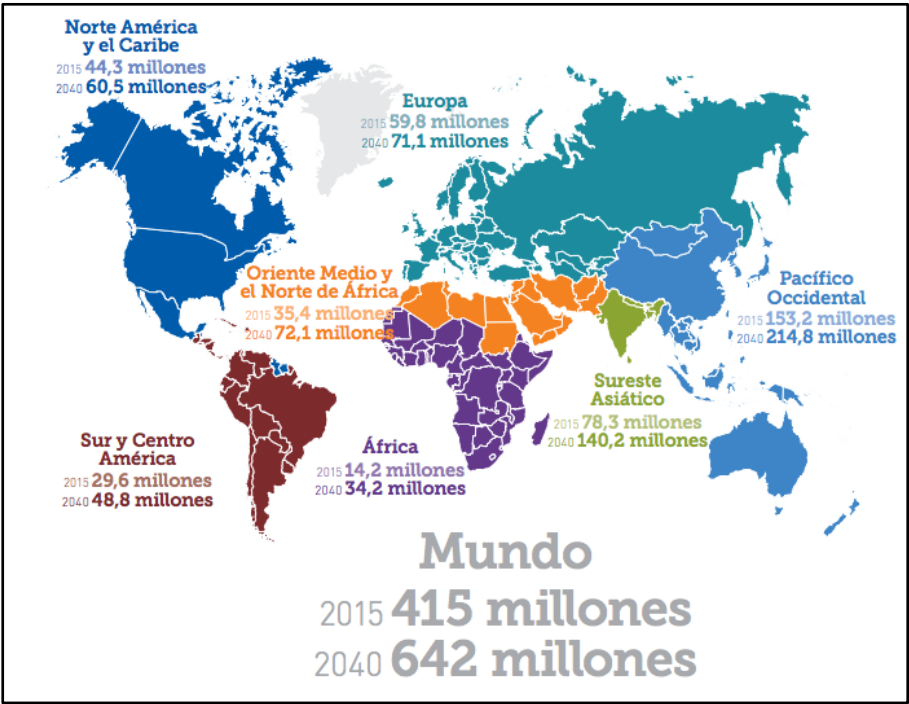 Norte América
y el Caribe
2015 44,3 millones
2040 60,5 millones
Europa
2015 59,8 millones
2040 71,1 millones
Oriente Medio y
el Norte de África
2015 35,4 millones
2040 72,1 millones
Pacífico
Occidental
2015 153,2 millones
2040 214,8 millones
Sureste
Asiático
2015 78,3 millones
2040 140,2 millones
Sur y Centro
América
2015 29,6 millones
2040 48,8 millones
África
2015 14,2 millones
2040 34,2 millones
Mundo
2015 415 millones
2040 642 millones